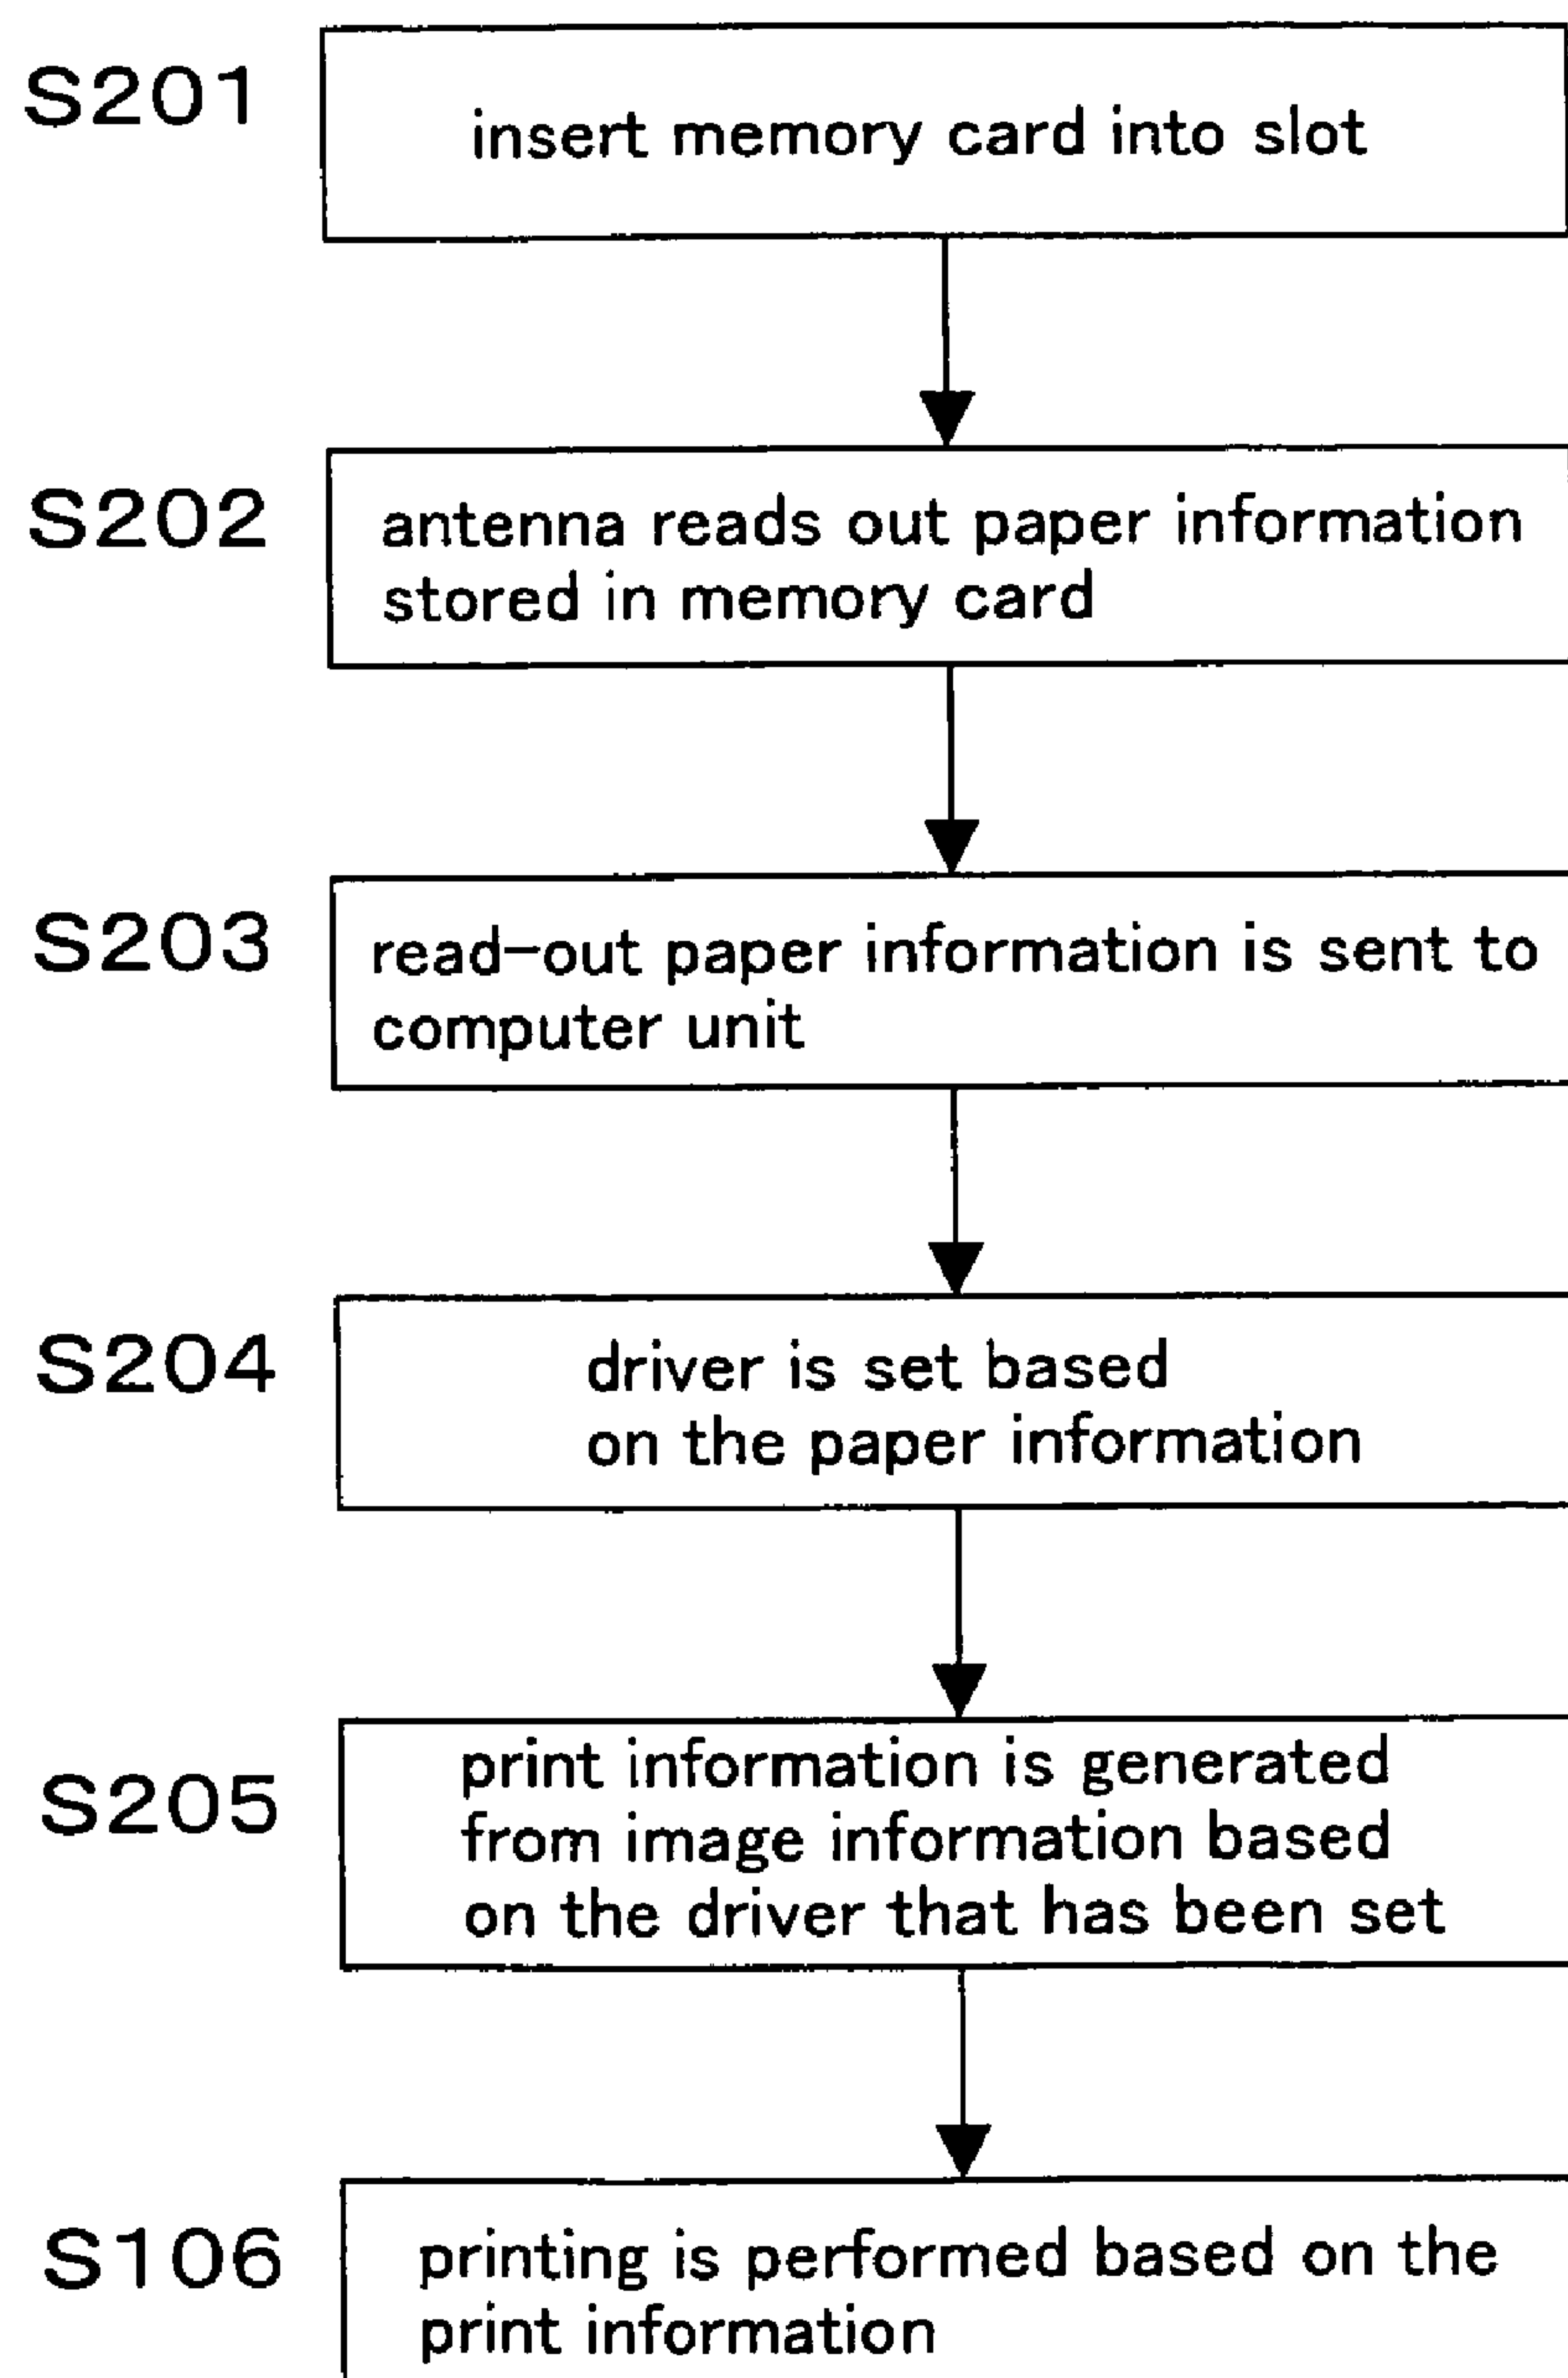 S201
insert memory card into slot
S202
antenna reads out paper information
stored in memory card
S203
read-out paper information is sent to
computer unit
S204
driver is set based
on the paper information
S205
print information is generated
from image information based
on the driver that has been set
S106
printing is performed based on the
print information